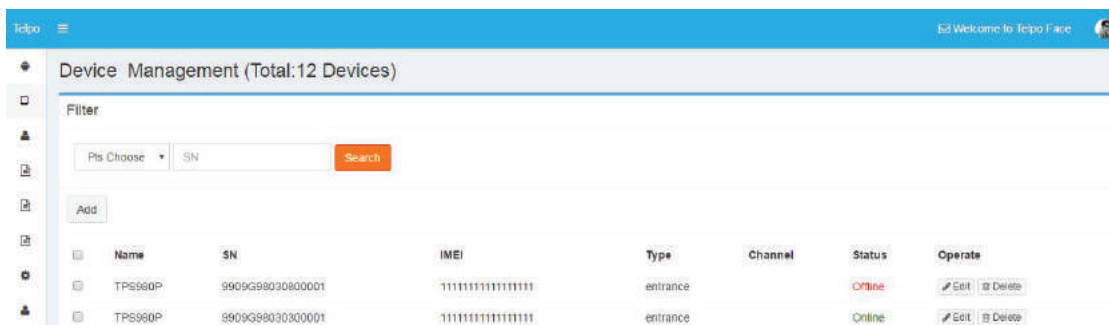 Telpo Welcome to Telpo Face
Device Management (Total:12 Devices)
Filter
Pls Choose SN Search
Add
Name SN IMEI Type Channel Status Operate
TPS980P 9909G98030800001 1111111111111111 entrance Offline Edit Delete
TPS980P 9909G98030300001 1111111111111111 entrance Online Edit Delete